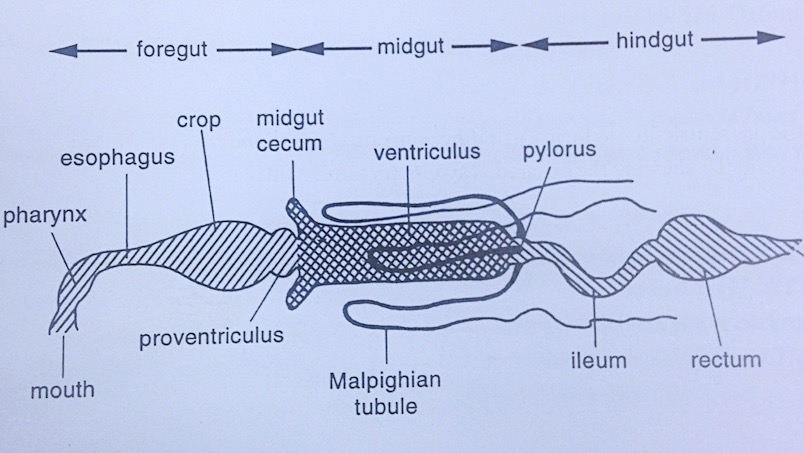 foregut
midgut
hindgut
crop
midgut
cecum
esophagus
ventriculus
pylorus
pharynx
proventriculus
mouth
Malpighian
tubule
ileum
rectum